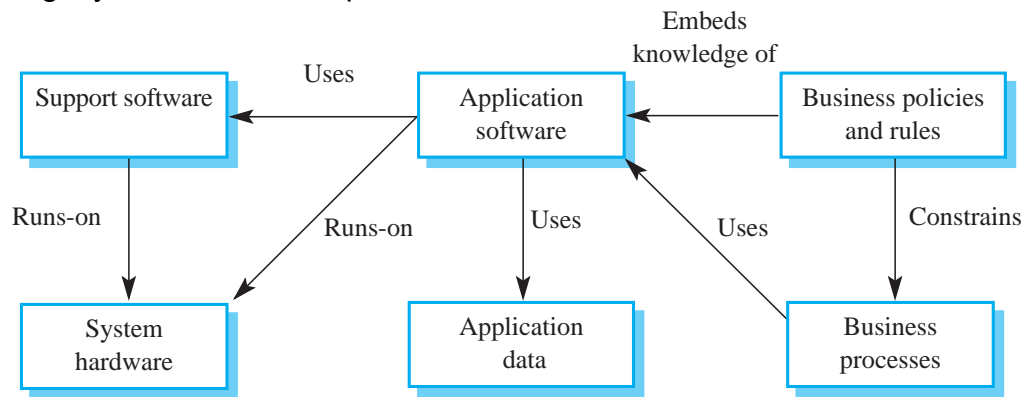 Embeds
knowledge of
Uses
Support software
Application
software
Business policies
and rules
Runs-on
Runs-on
Uses
Uses
Constrains
System
hardware
Application
data
Business
processes